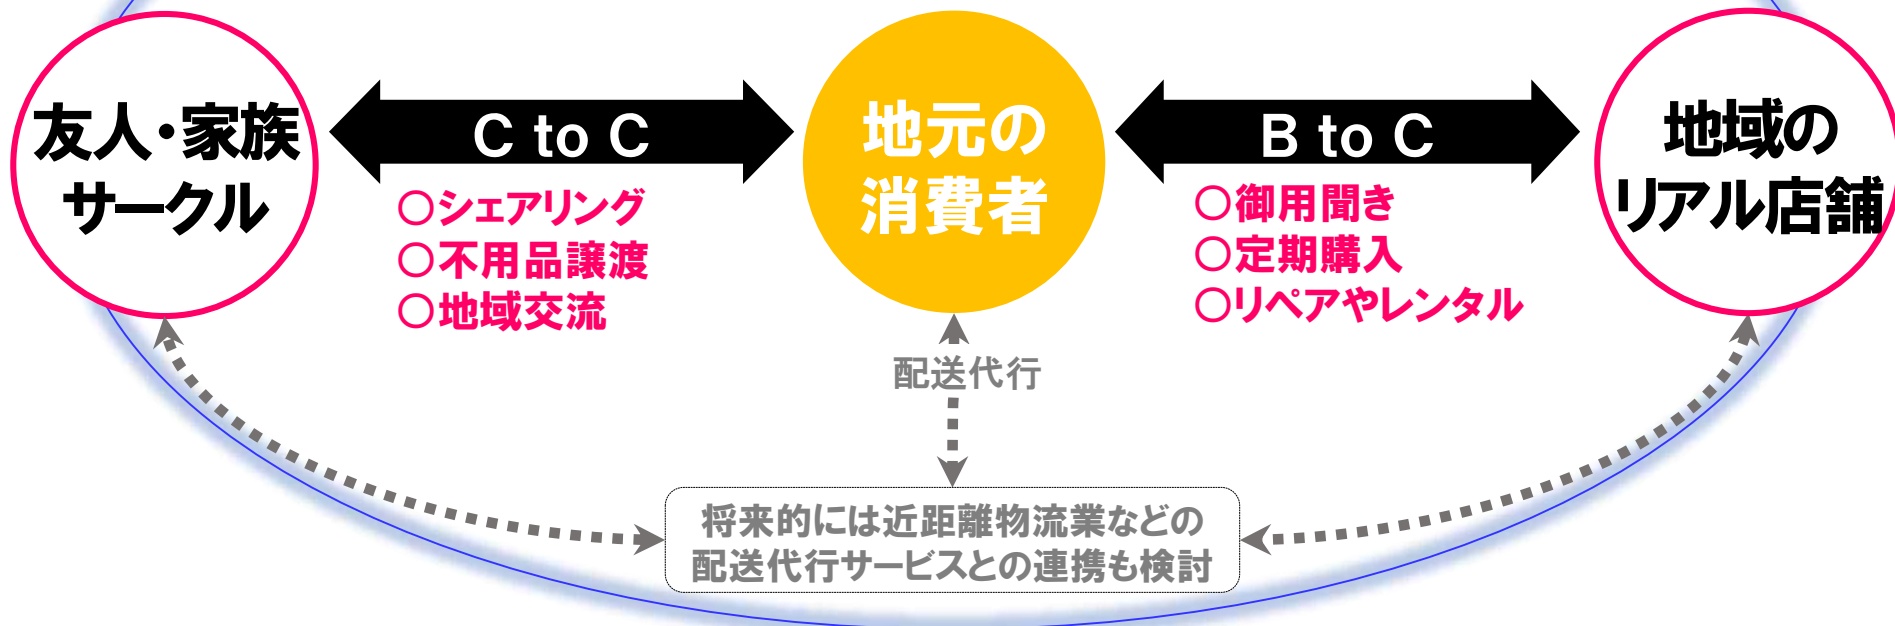 友人・家族
サークル
C to C
○シェアリング
○不用品譲渡
○地域交流
地元の
消費者
B to C
○御用聞き
○定期購入
○リペアやレンタル
地域の
リアル店舗
配送代行
将来的には近距離物流業などの
配送代行サービスとの連携も検討